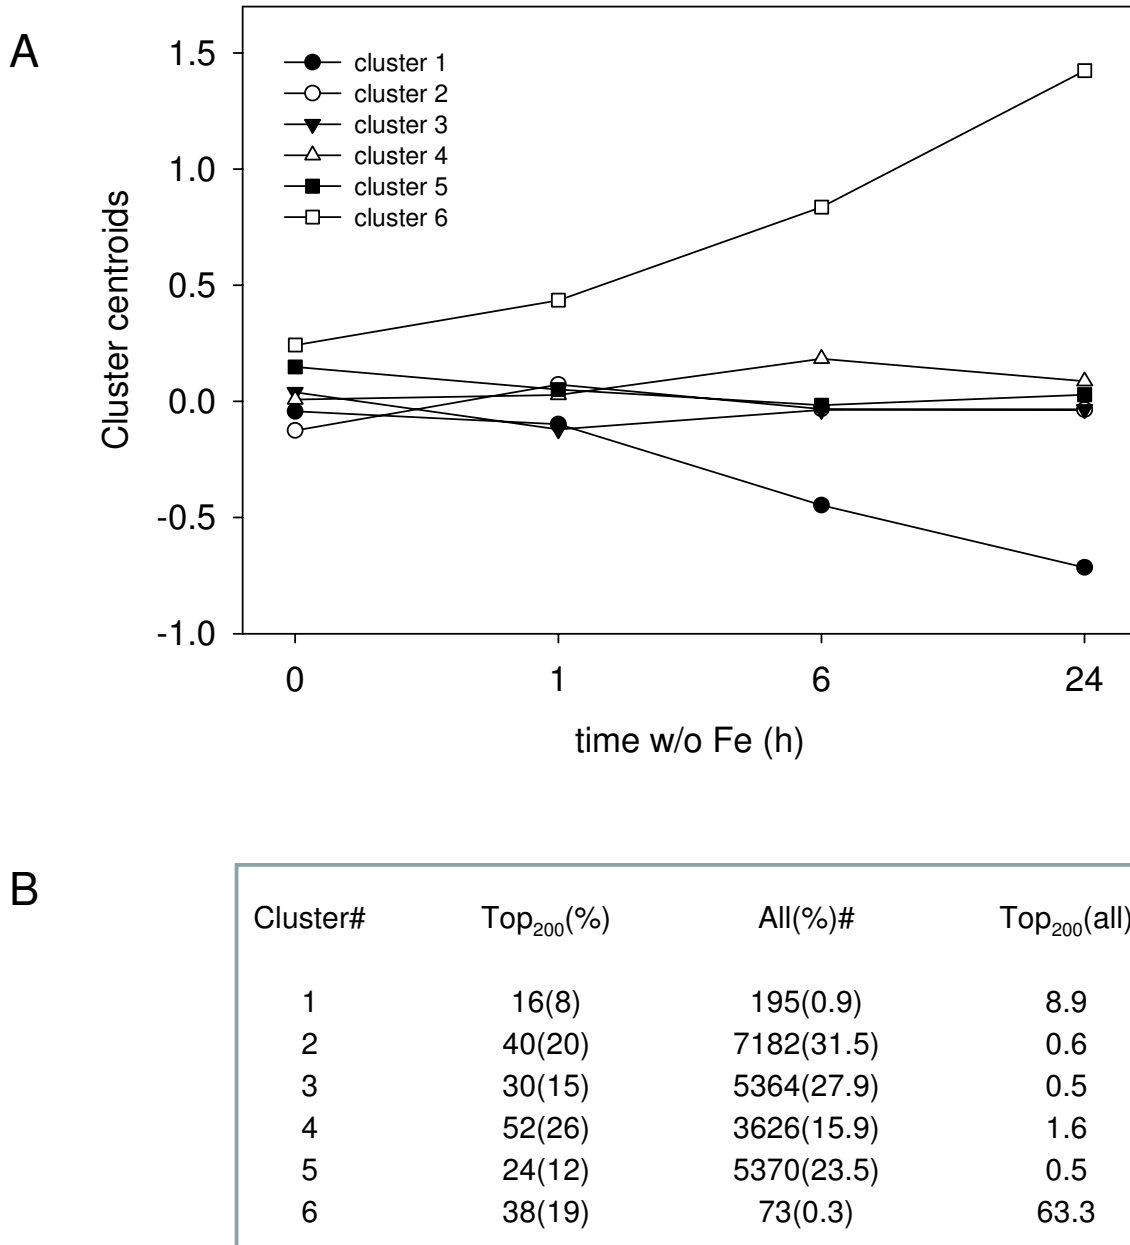 A
1.5
1.0
0.5
0.0
-0.5
-1.0
Cluster centroids
cluster 1
cluster 2
cluster 3
cluster 4
cluster 5
cluster 6
0 1 6 24
time w/o Fe (h)
B
Cluster# Top200(%) All(%)# Top200(all)
1 16(8) 195(0.9) 8.9
2 40(20) 7182(31.5) 0.6
3 30(15) 5364(27.9) 0.5
4 52(26) 3626(15.9) 1.6
5 24(12) 5370(23.5) 0.5
6 38(19) 73(0.3) 63.3